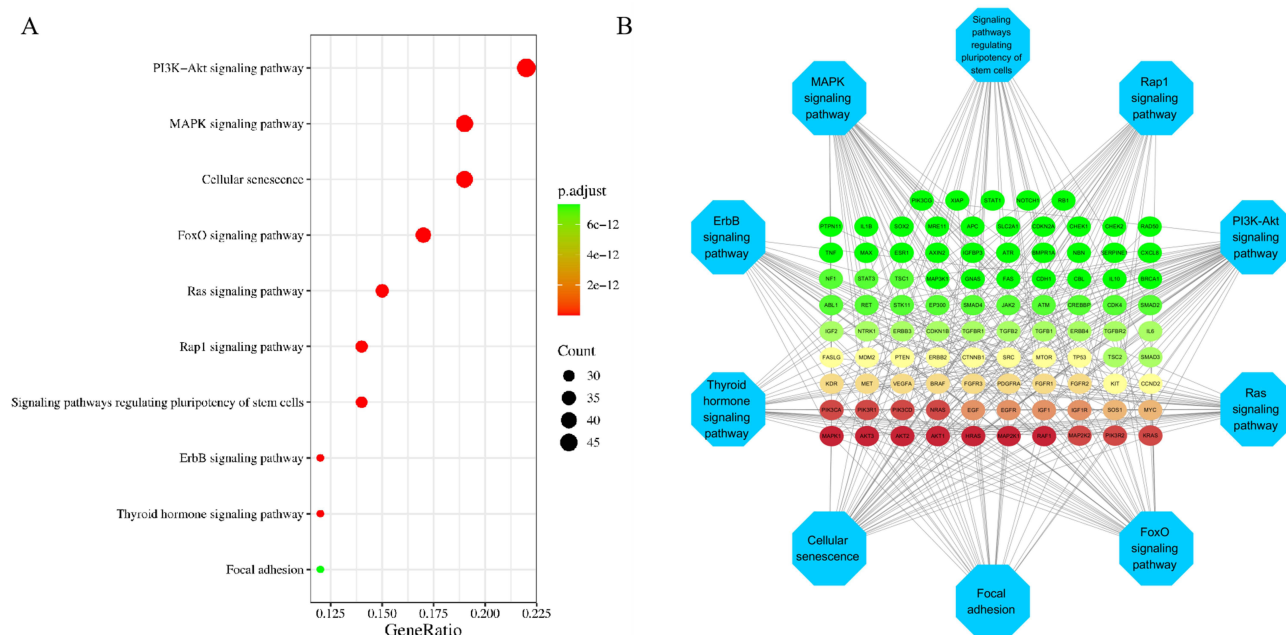 A
PI3K−Akt signaling pathway
MAPK signaling pathway
Cellular senescence
FoxO signaling pathway
Ras signaling pathway
Rap1 signaling pathway
Signaling pathways regulating pluripotency of stem cells
ErbB signaling pathway
Thyroid hormone signaling pathway
Focal adhesion
0.125 0.150 0.175 0.200 0.225
GeneRatio
p.adjust
6e−12
4e−12
2e−12
Count
30
35
40
45
B
Signaling
pathways
regulating
pluripotency of
stem cells
MAPK
signaling
pathway
Rap1
signaling
pathway
ErbB
signaling
pathway
PI3K-Akt
signaling
pathway
Thyroid
hormone
signaling
pathway
Ras
signaling
pathway
Cellular
senescence
FoxO
signaling
pathway
Focal
adhesion
PIK3CG XIAP STAT1 NOTCH1 RB1
PTPN11 IL1B SOX2 MRE11 APC SLC2A1 CDKN2A CHEK1 CHEK2 RAD50
TNF MAX ESR1 AXIN2 IGFBP3 ATR BMPR1A NBN SERPINE1 CXCL8
NF1 STAT3 TSC1 MAP3K1 GNAS FAS CDH1 CBL IL10 BRCA1
ABL1 RET STK11 EP300 SMAD4 JAK2 ATM CREBBP CDK4 SMAD2
IGF2 NTRK1 ERBB3 CDKN1B TGFBR1 TGFB2 TGFB1 ERBB4 TGFBR2 IL6
FASLG MDM2 PTEN ERBB2 CTNNB1 SRC MTOR TP53 TSC2 SMAD3
KDR MET VEGFA BRAF FGFR3 PDGFRA FGFR1 FGFR2 KIT CCND2
PIK3CA PIK3R1 PIK3CD NRAS EGF EGFR IGF1 IGF1R SOS1 MYC
MAPK1 AKT3 AKT2 AKT1 HRAS MAP2K1 RAF1 MAP2K2 PIK3R2 KRAS